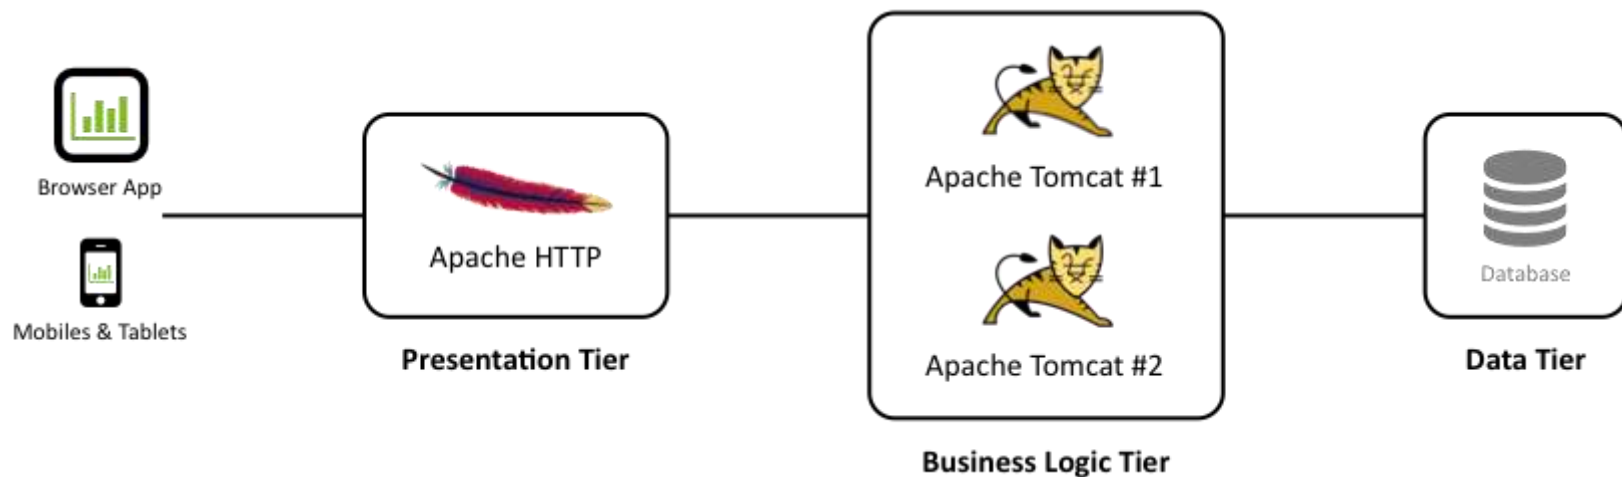 Browser App
Mobiles & Tablets
Apache HTTP
Presentation Tier
Apache Tomcat #1
Apache Tomcat #2
Business Logic Tier
Database
Data Tier